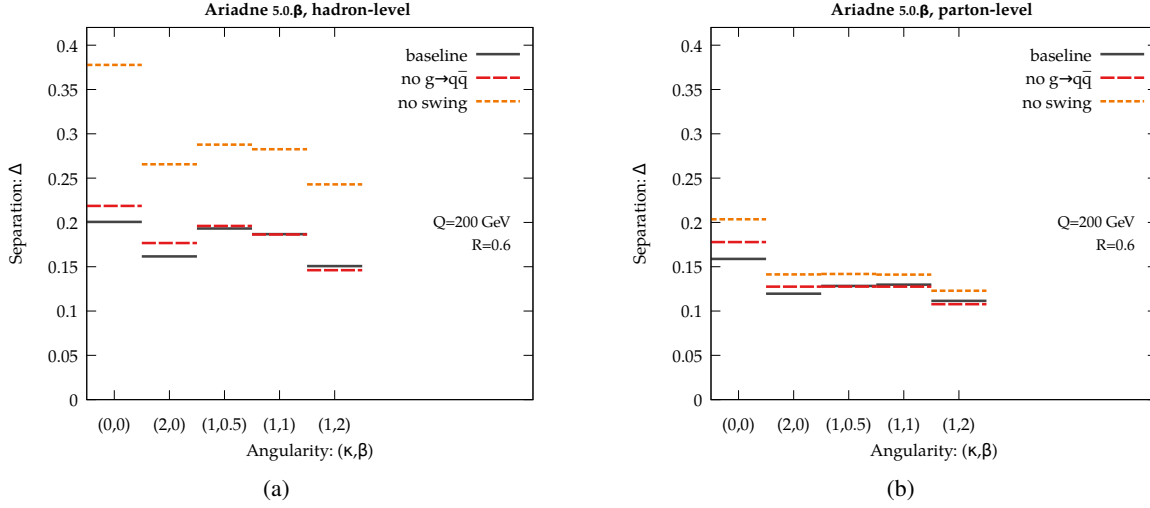 Ariadne 5.0.β, hadron-level
0.4
0.35
0.3
0.25
0.2
0.15
0.1
0.05
0
Separation: Δ
baseline
no g→qq̅
no swing
Q=200 GeV
R=0.6
(0,0) (2,0) (1,0.5) (1,1) (1,2)
Angularity: (κ,β)
(a)
Ariadne 5.0.β, parton-level
0.4
0.35
0.3
0.25
0.2
0.15
0.1
0.05
0
Separation: Δ
baseline
no g→qq̅
no swing
Q=200 GeV
R=0.6
(0,0) (2,0) (1,0.5) (1,1) (1,2)
Angularity: (κ,β)
(b)